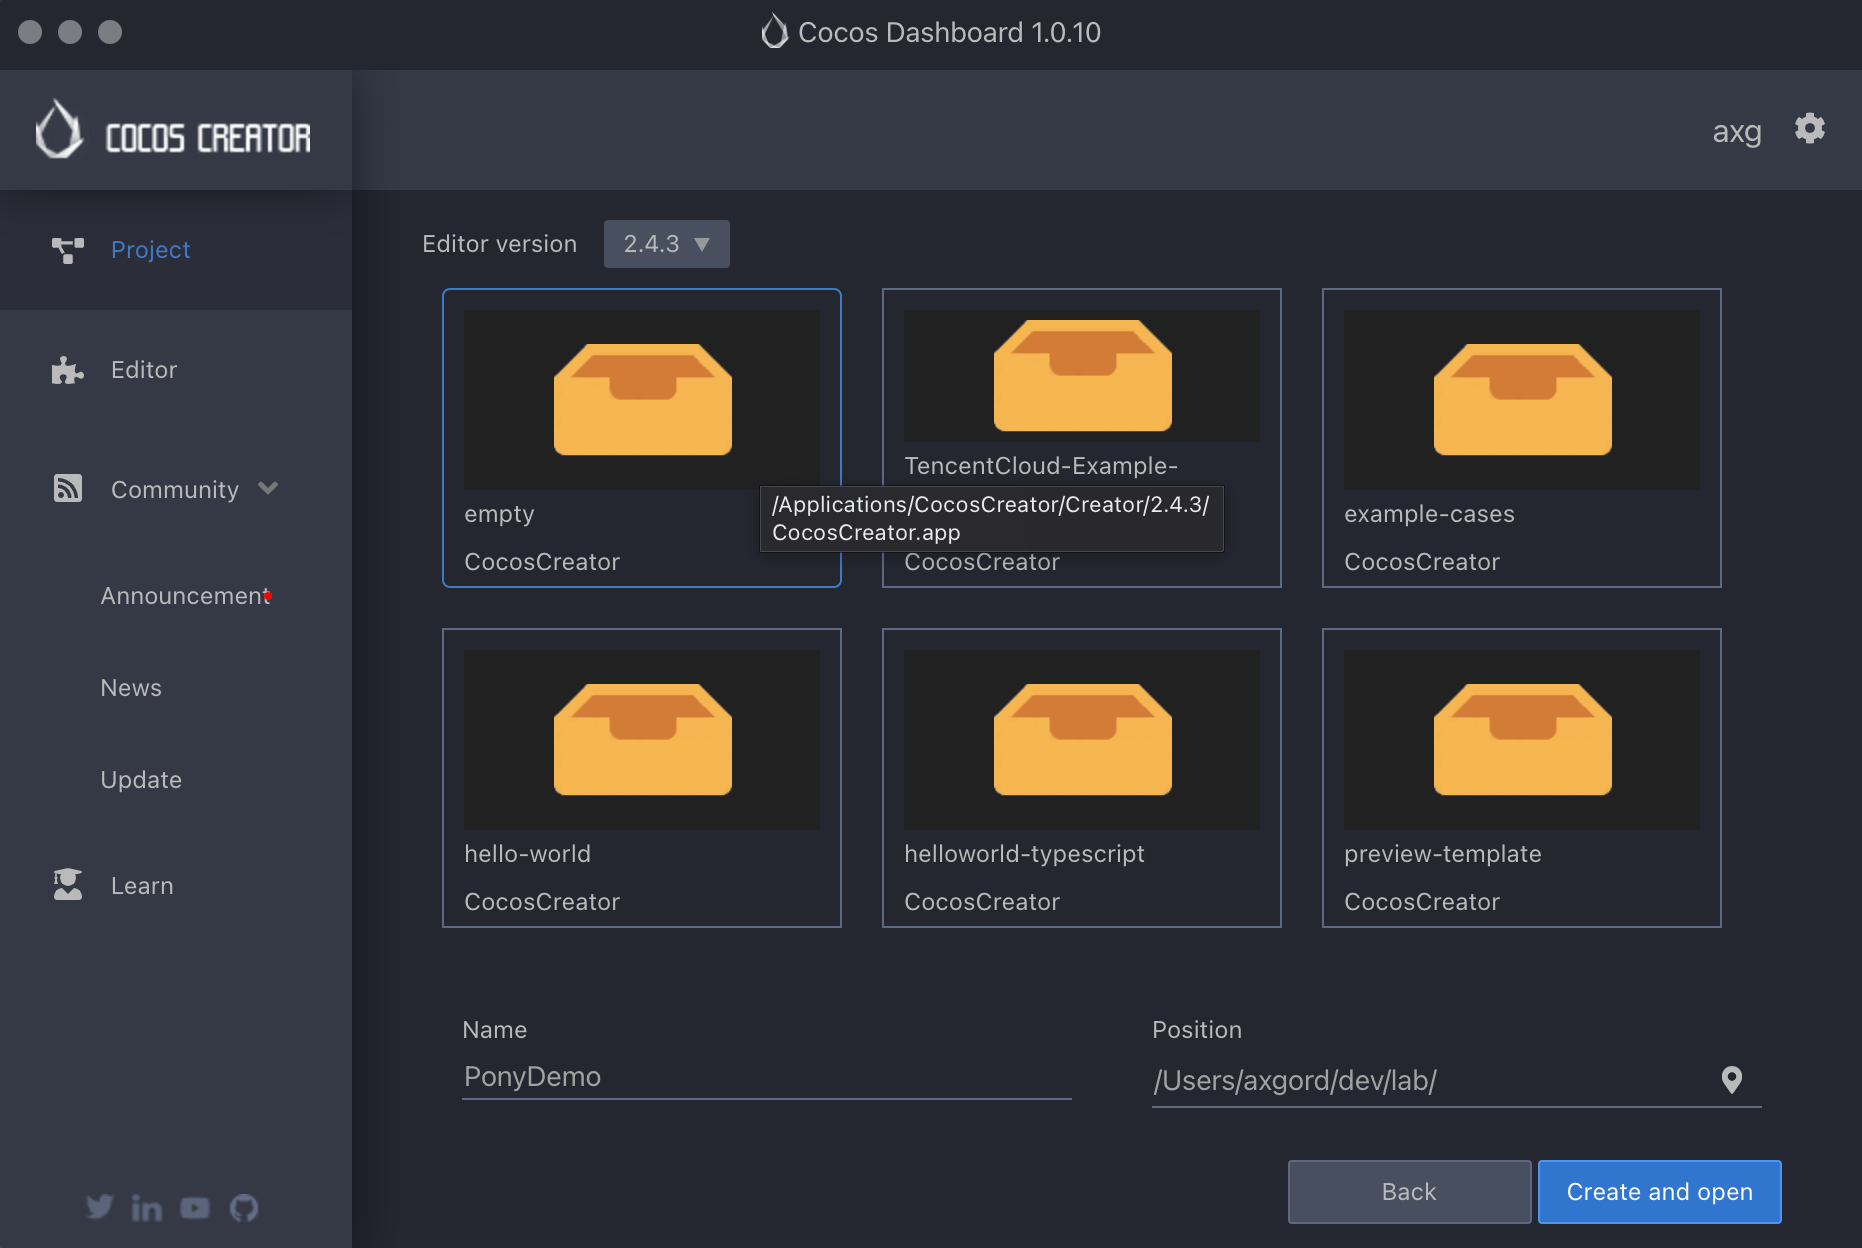 Cocos Dashboard 1.0.10
COCOS CREATOR
axg
Project
Editor
Community
Announcement
News
Update
Learn
Editor version
2.4.3
empty
CocosCreator
TencentCloud-Example-
CocosCreator
/Applications/CocosCreator/Creator/2.4.3/
CocosCreator.app
example-cases
CocosCreator
hello-world
CocosCreator
helloworld-typescript
CocosCreator
preview-template
CocosCreator
Name
PonyDemo
Position
/Users/axgord/dev/lab/
Back
Create and open